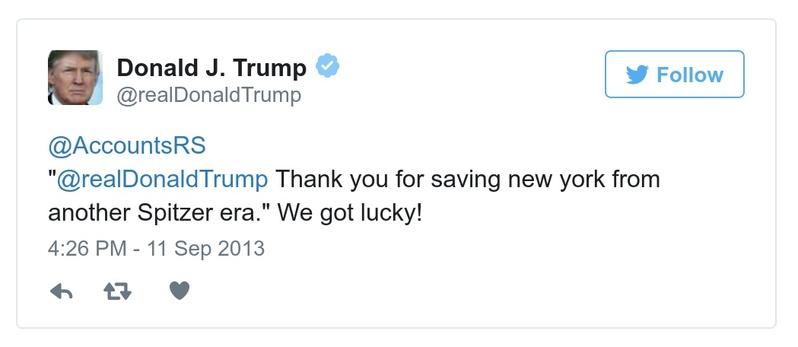 Donald J. Trump
@realDonaldTrump
Follow
@AccountsRS
"@realDonaldTrump Thank you for saving new york from
another Spitzer era." We got lucky!
4:26 PM - 11 Sep 2013